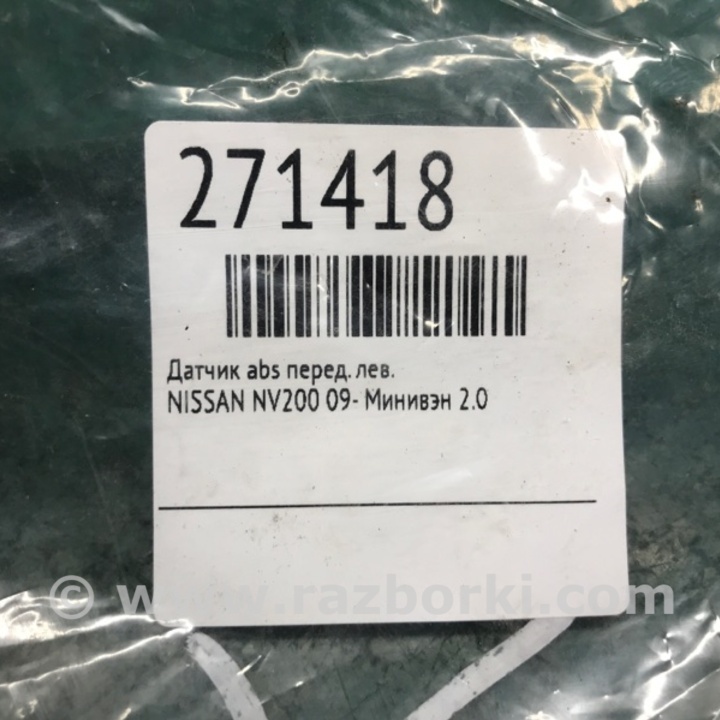 271418
Датчик abs перед. лев.
NISSAN NV200 09- Минивэн 2.0
© www.razborki.com